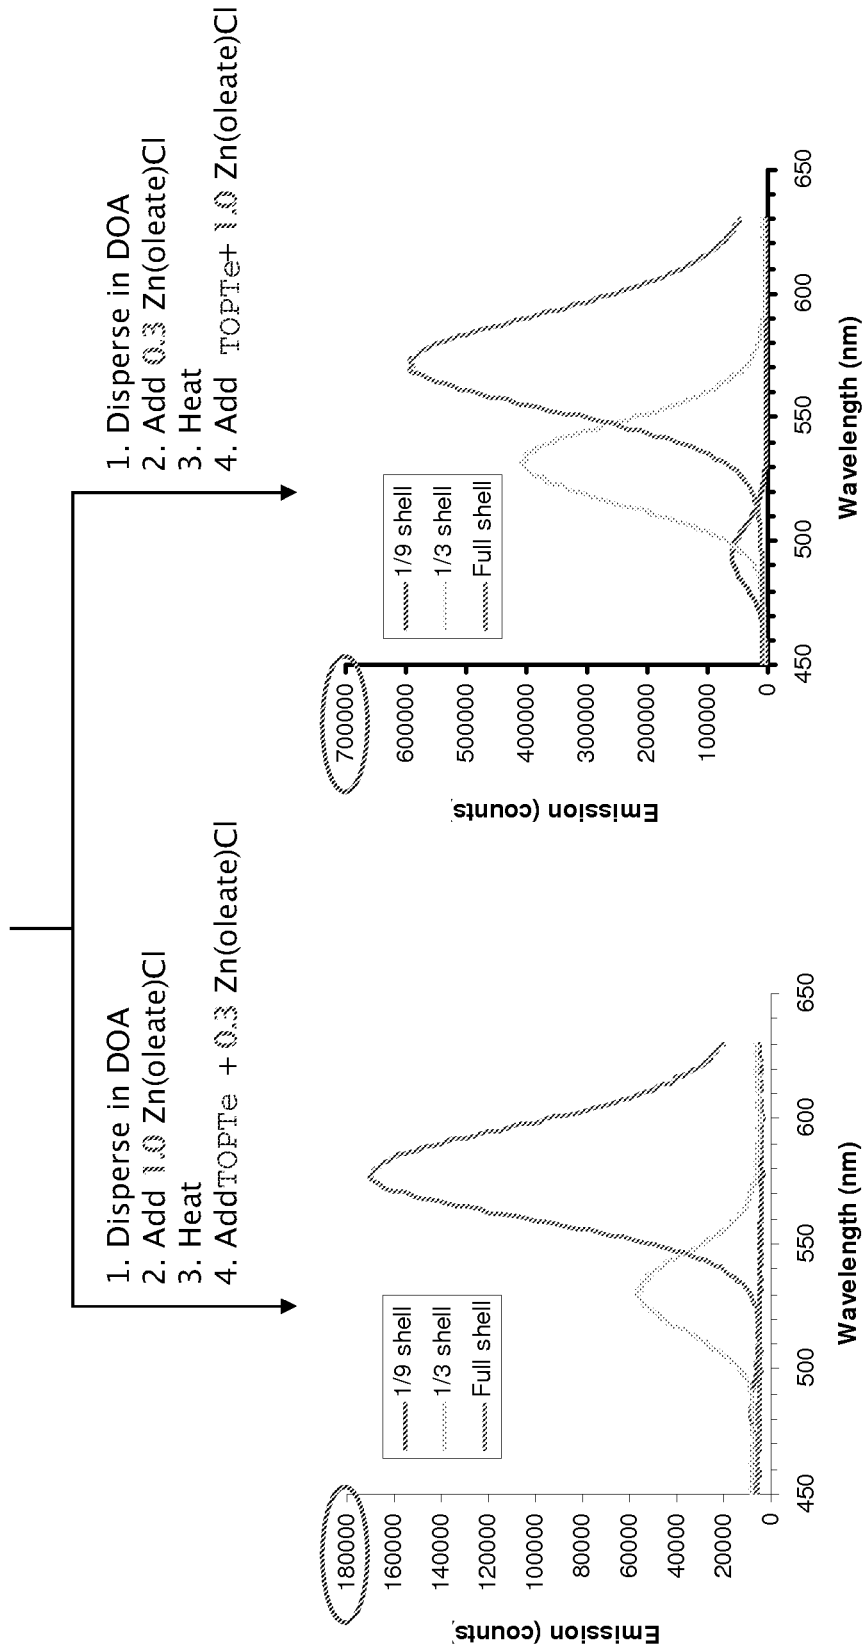 1. Disperse in DOA
2. Add 1.0 Zn(oleate)Cl
3. Heat
4. AddTOPTe + 0.3 Zn(oleate)Cl
180000
160000
140000
120000
100000
80000
60000
40000
20000
0
Emission (counts
1/9 shell
1/3 shell
Full shell
450
500
550
600
650
Wavelength (nm)
1. Disperse in DOA
2. Add 0.3 Zn(oleate)Cl
3. Heat
4. Add TOPTe+ 1.0 Zn(oleate)Cl
700000
600000
500000
400000
300000
200000
100000
0
Emission (counts
1/9 shell
1/3 shell
Full shell
450
500
550
600
650
Wavelength (nm)